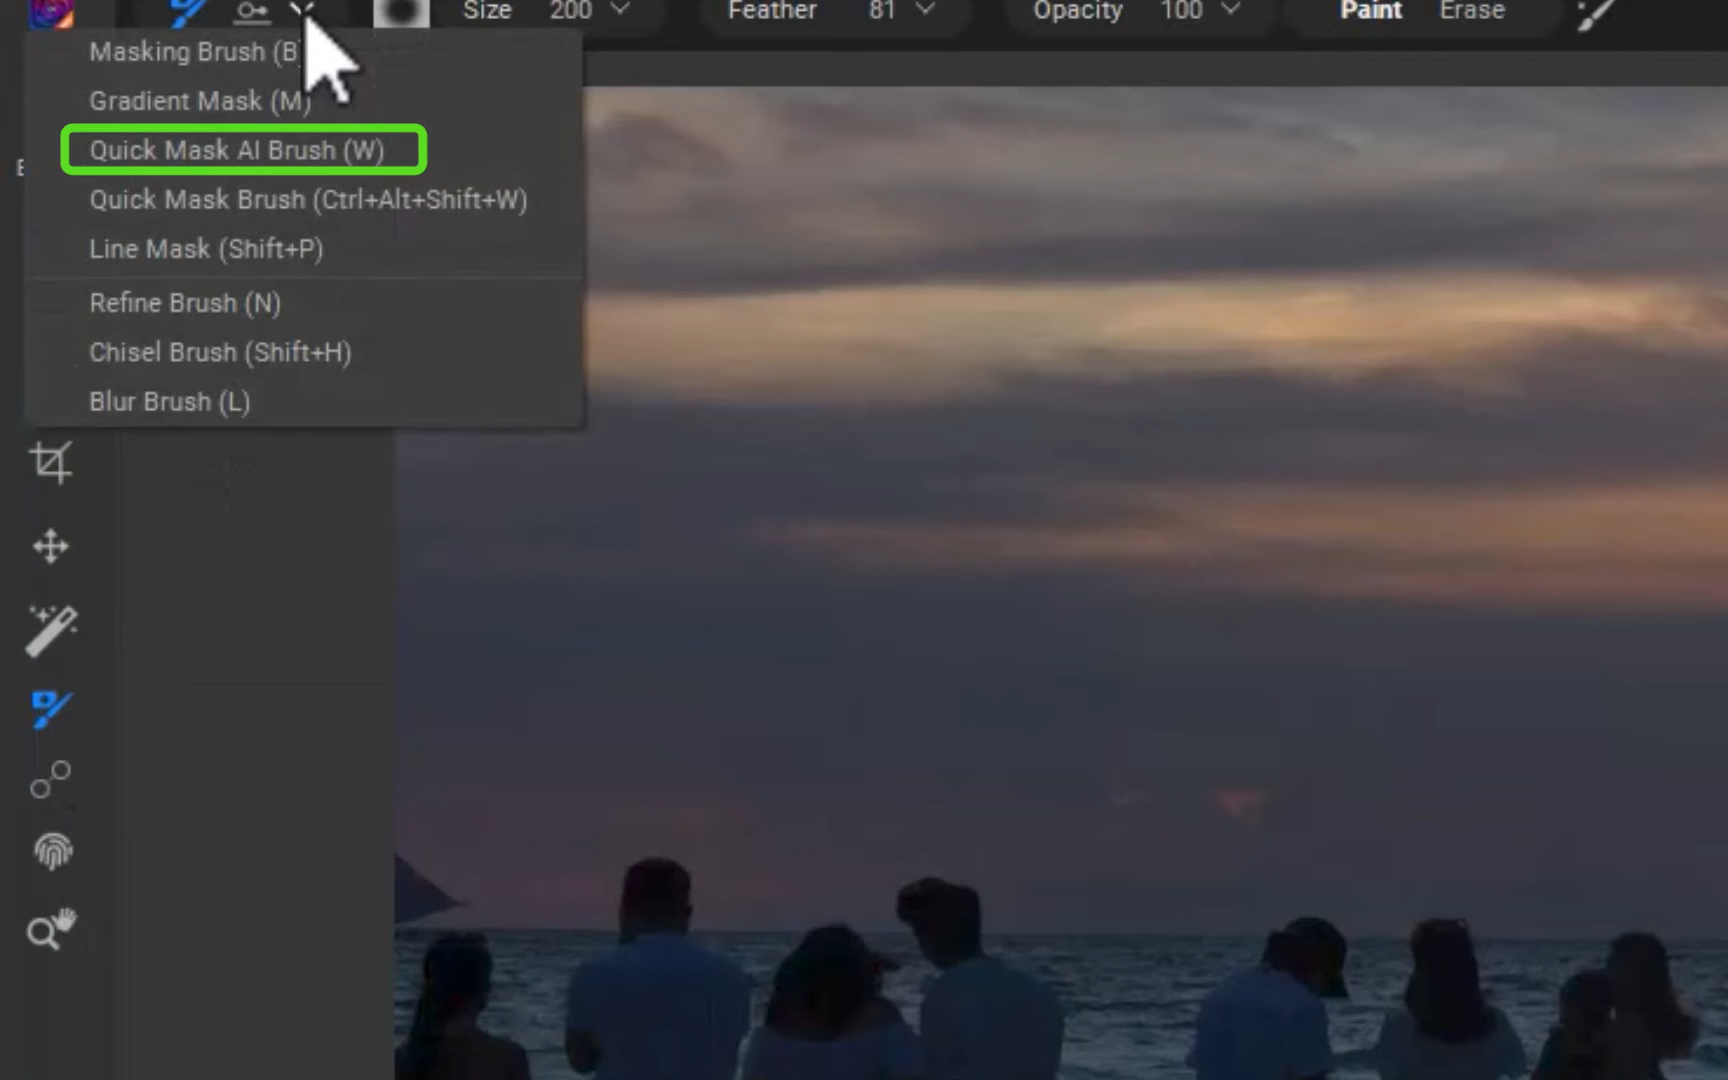 Size 200 Feather 81 Opacity 100 Paint Erase
Masking Brush (B)
Gradient Mask (M)
Quick Mask AI Brush (W)
Quick Mask Brush (Ctrl+Alt+Shift+W)
Line Mask (Shift+P)
Refine Brush (N)
Chisel Brush (Shift+H)
Blur Brush (L)